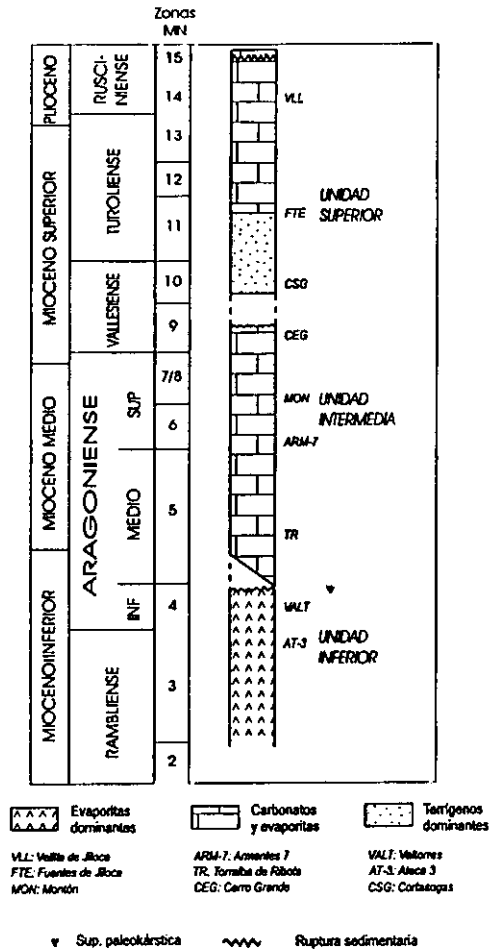 Zonas
MN
PLIOCENO
MIOCENO SUPERIOR
MIOCENO MEDIO
MIOCENO INFERIOR
RUSCI-
NIENSE
TUROLIENSE
VALLESIENSE
ARAGONIENSE
SUP
MEDIO
INF
RAMBLIENSE
15
14
13
12
11
10
9
7/8
6
5
4
3
2
VLL
FTE
UNIDAD
SUPERIOR
CSG
CEG
MON
UNIDAD
INTERMEDIA
ARM-7
TR
VALT
AT-3
UNIDAD
INFERIOR
Evaporitas
dominantes
Carbonatos
y evaporitas
Terrígenos
dominantes
VLL: Velilla de Jiloca
FTE: Fuentes de Jiloca
MON: Montón
ARM-7: Armantes 7
TR: Torralba de Ribota
CEG: Cerro Grande
VALT: Valtorres
AT-3: Ateca 3
CSG:
Sup. paleokárstica
Ruptura sedimentaria